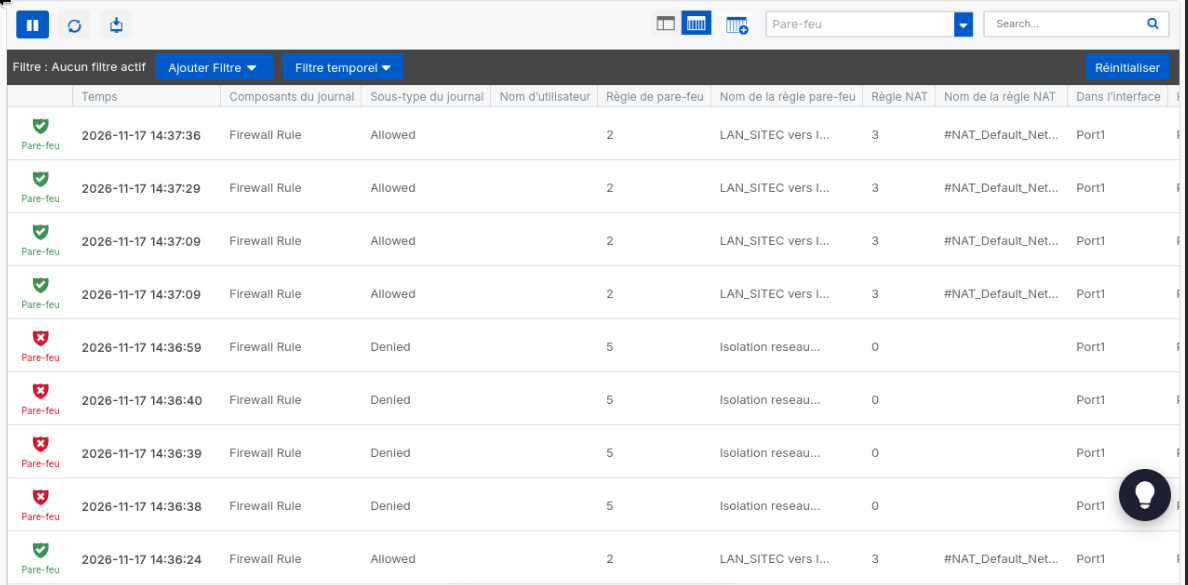 Pare-feu Search...
Filtre : Aucun filtre actif Ajouter Filtre Filtre temporel Réinitialiser
Temps Composants du journal Sous-type du journal Nom d'utilisateur Règle de pare-feu Nom de la règle pare-feu Règle NAT Nom de la règle NAT Dans l'interface
Pare-feu 2026-11-17 14:37:36 Firewall Rule Allowed 2 LAN_SITEC vers l... 3 #NAT_Default_Net... Port1
Pare-feu 2026-11-17 14:37:29 Firewall Rule Allowed 2 LAN_SITEC vers l... 3 #NAT_Default_Net... Port1
Pare-feu 2026-11-17 14:37:09 Firewall Rule Allowed 2 LAN_SITEC vers l... 3 #NAT_Default_Net... Port1
Pare-feu 2026-11-17 14:37:09 Firewall Rule Allowed 2 LAN_SITEC vers l... 3 #NAT_Default_Net... Port1
Pare-feu 2026-11-17 14:36:59 Firewall Rule Denied 5 Isolation reseau... 0 Port1
Pare-feu 2026-11-17 14:36:40 Firewall Rule Denied 5 Isolation reseau... 0 Port1
Pare-feu 2026-11-17 14:36:39 Firewall Rule Denied 5 Isolation reseau... 0 Port1
Pare-feu 2026-11-17 14:36:38 Firewall Rule Denied 5 Isolation reseau... 0 Port1
Pare-feu 2026-11-17 14:36:24 Firewall Rule Allowed 2 LAN_SITEC vers l... 3 #NAT_Default_Net... Port1